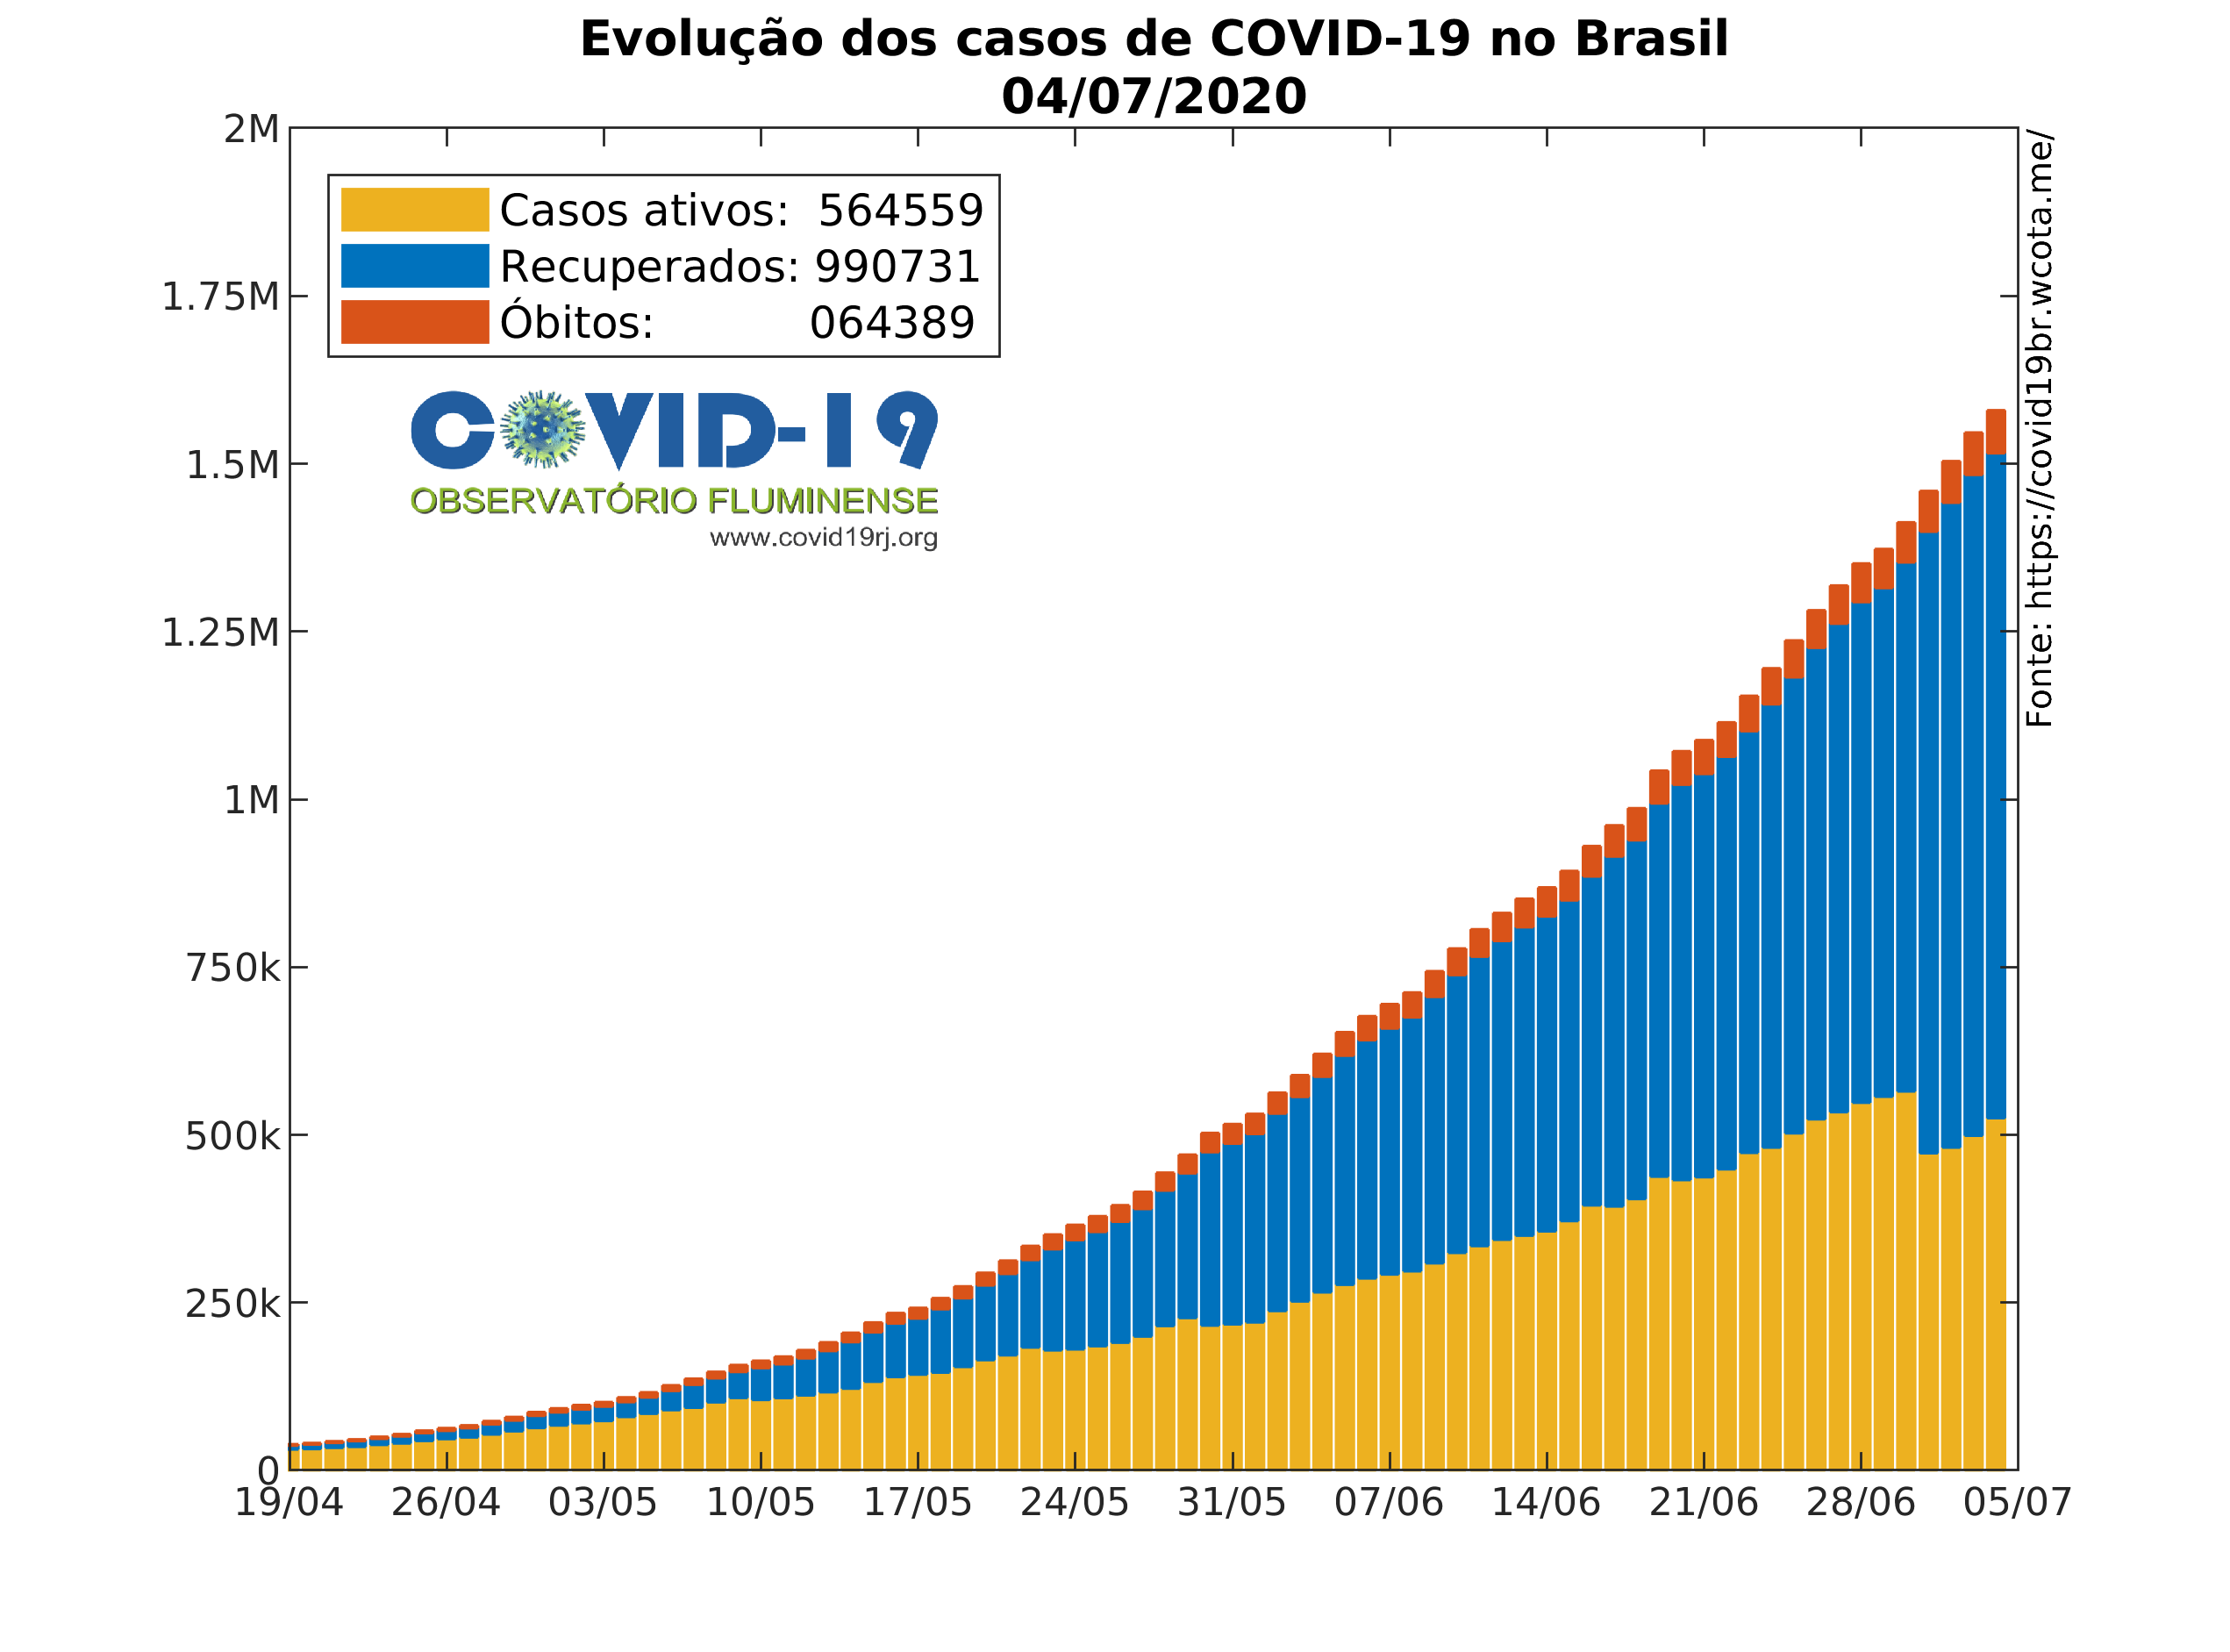 Evolução dos casos de COVID-19 no Brasil
04/07/2020
2M
1.75M
1.5M
1.25M
1M
750k
500k
250k
0
Casos ativos: 564559
Recuperados: 990731
Óbitos: 064389
COVID-19
OBSERVATÓRIO FLUMINENSE
www.covid19rj.org
Fonte: https://covid19br.wcota.me/
19/04 26/04 03/05 10/05 17/05 24/05 31/05 07/06 14/06 21/06 28/06 05/07